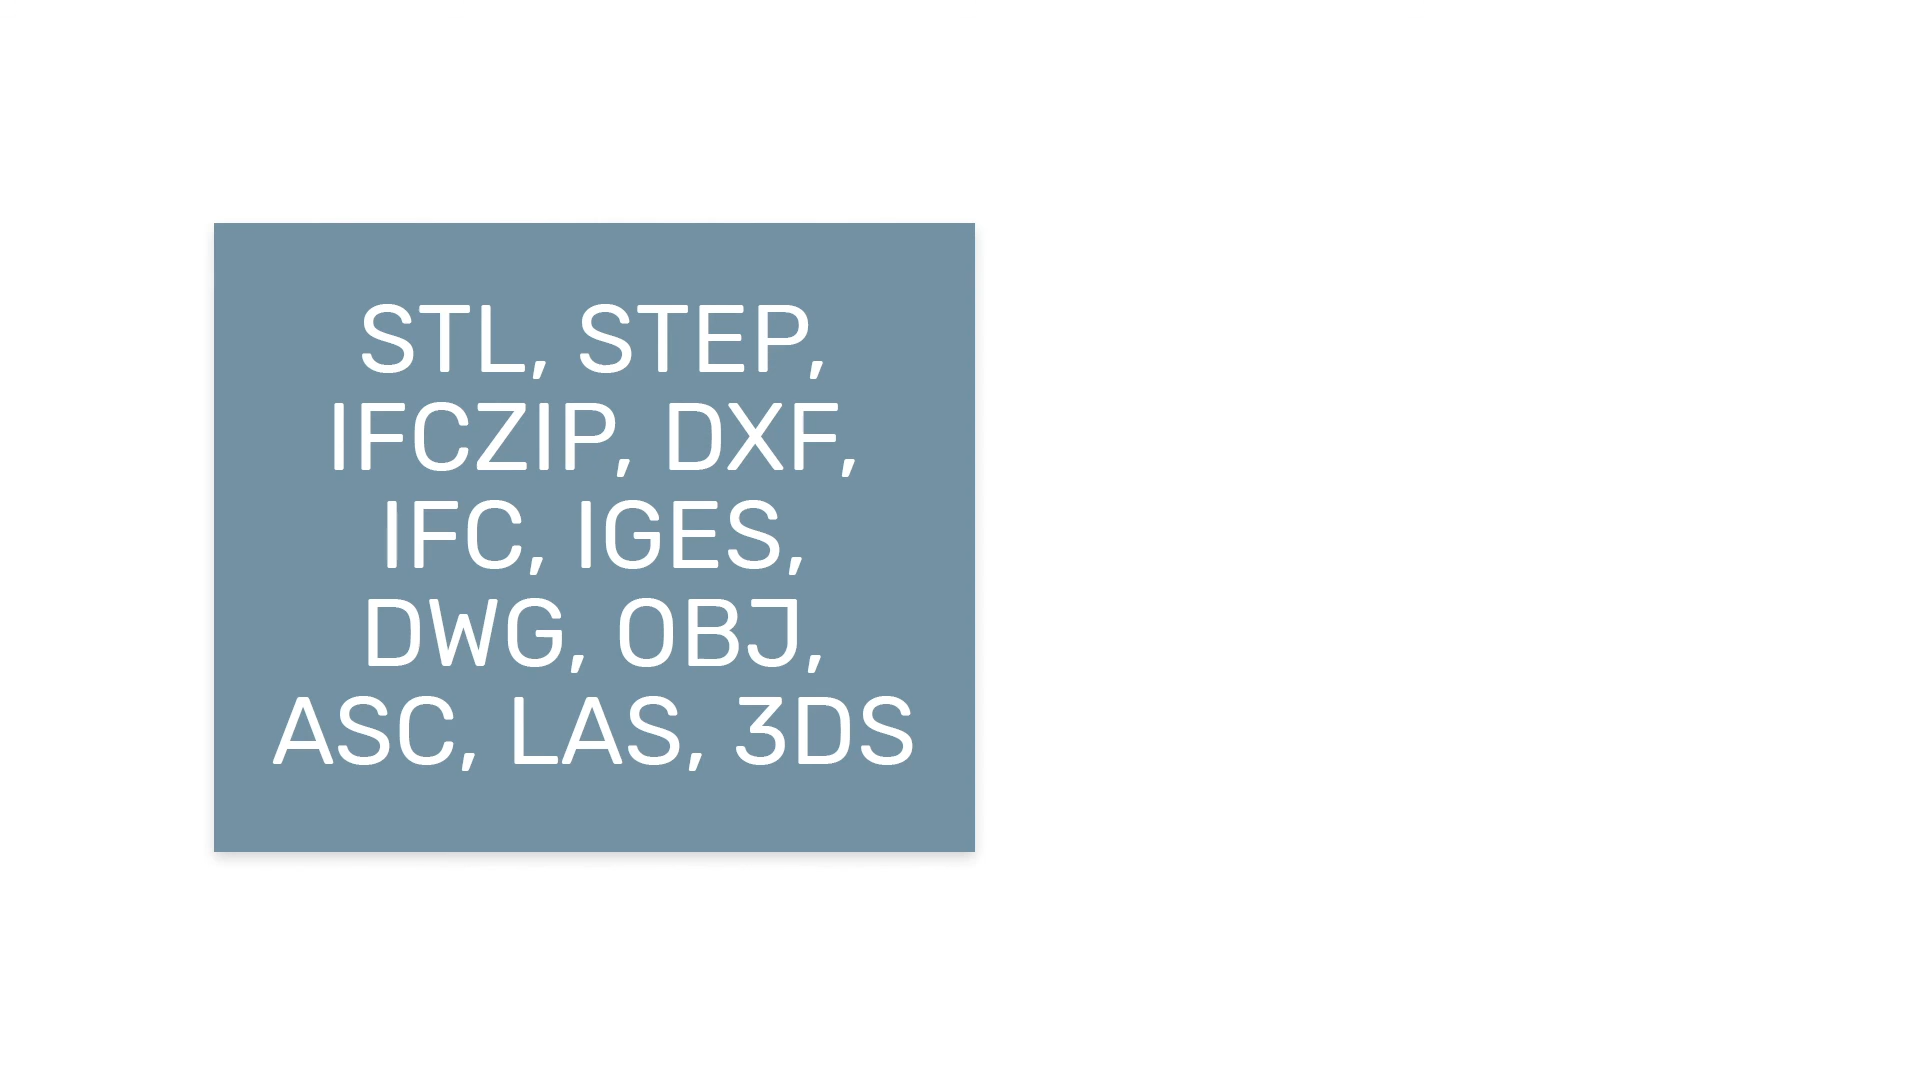 STL, STEP,
IFCZIP, DXF,
IFC, IGES,
DWG, OBJ,
ASC, LAS, 3DS